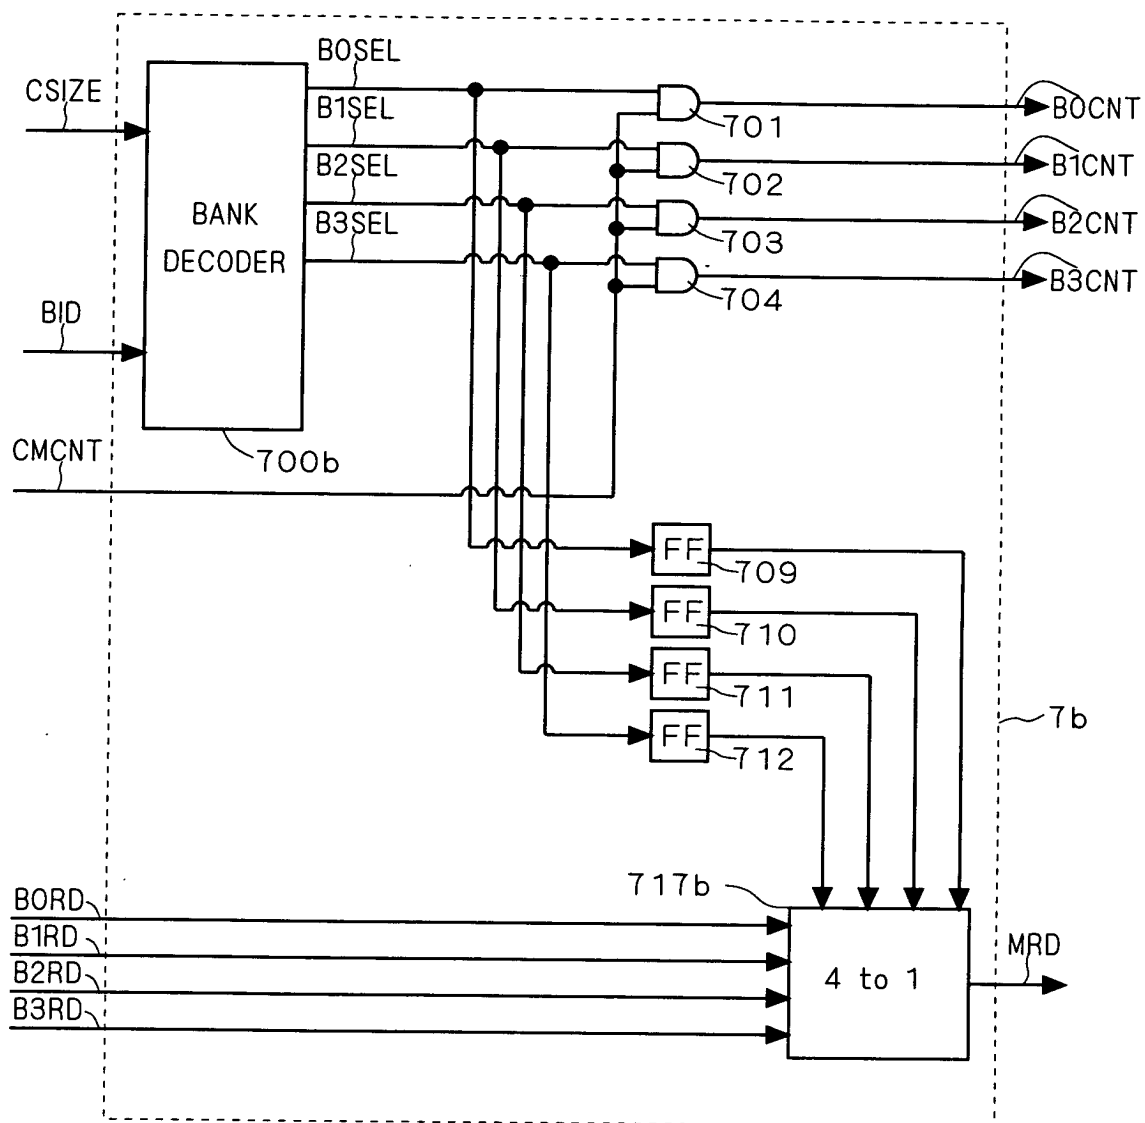 B0SEL
CSIZE
B1SEL
B2SEL
B3SEL
BANK
DECODER
BID
CMCNT
700b
701
702
703
704
B0CNT
B1CNT
B2CNT
B3CNT
FF
709
FF
710
FF
711
FF
712
7b
717b
B0RD
B1RD
B2RD
B3RD
4 to 1
MRD